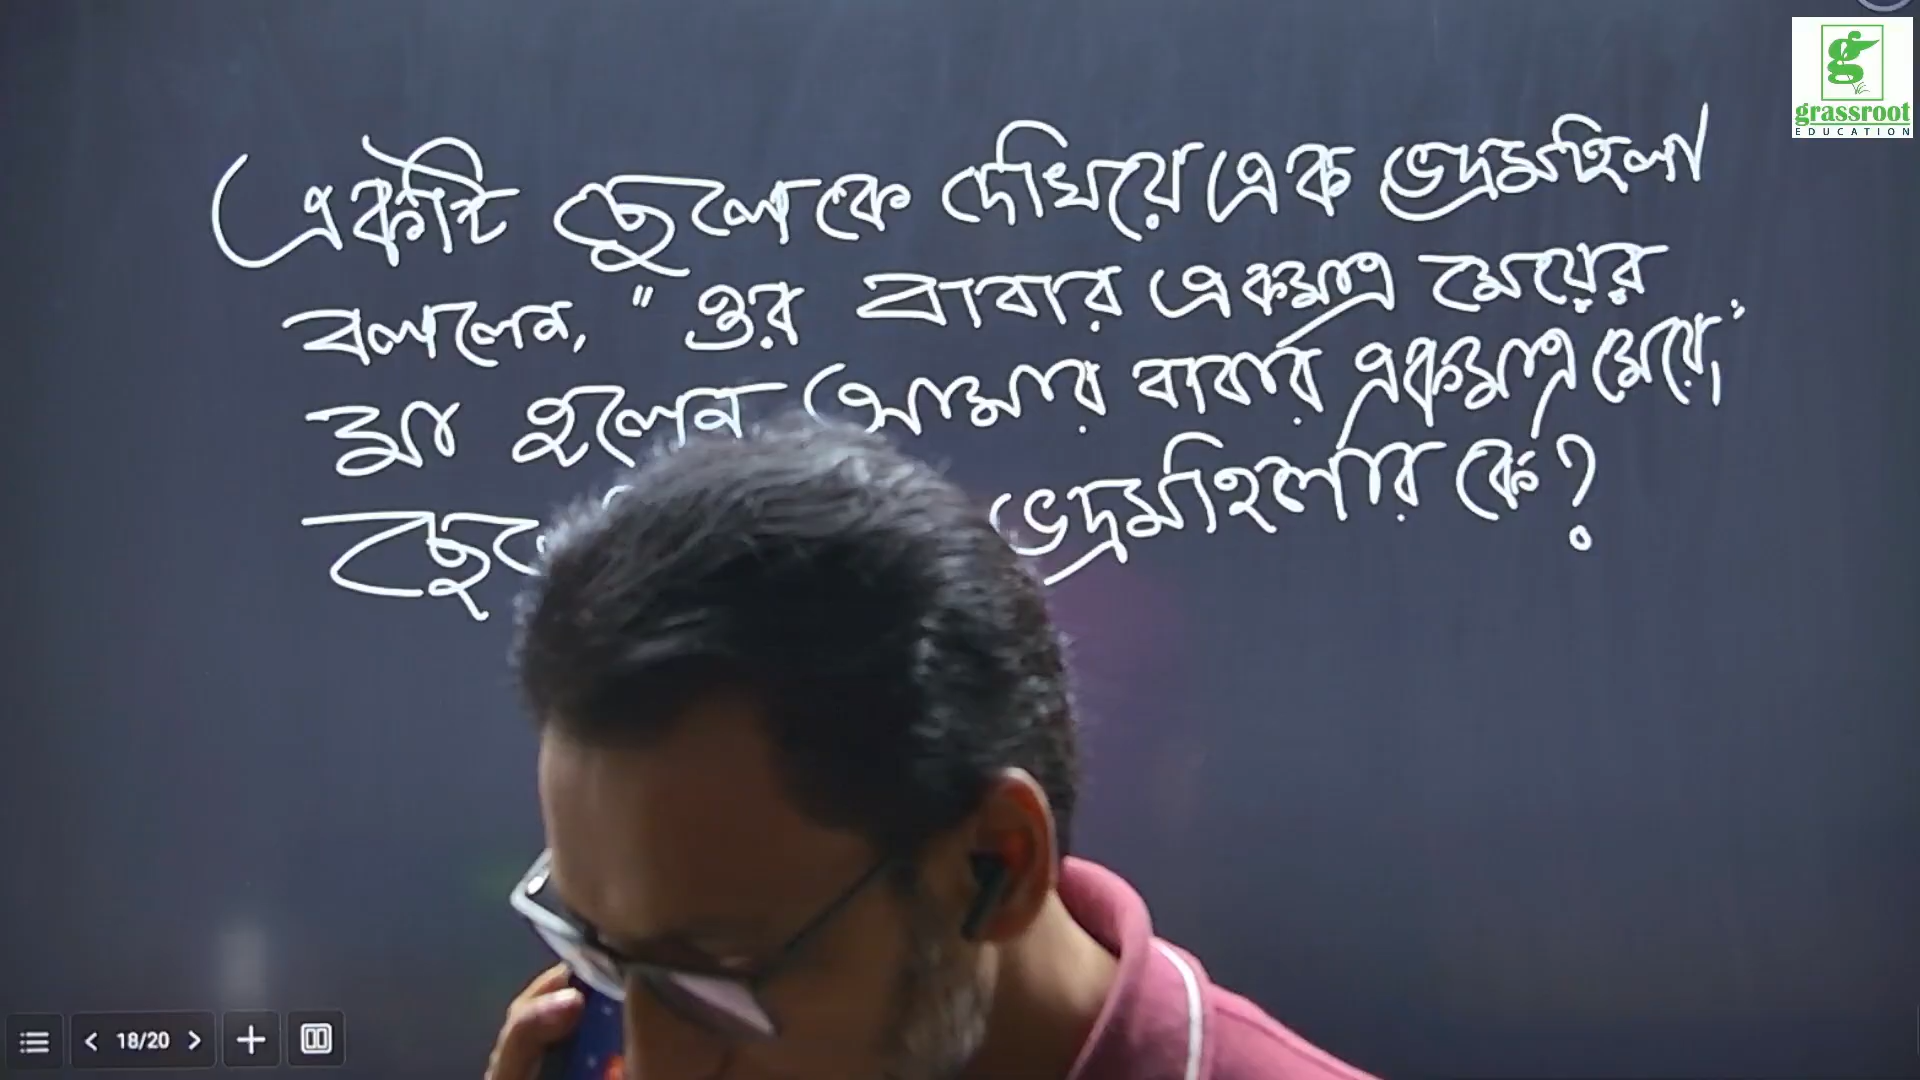 একটি ছেলেকে দেখিয়ে এক ভদ্রমহিলা
বললেন, "ওর বাবার একমাত্র মেয়ের
মা হলেন আমার বাবার একমাত্র মেয়ে,"
ভদ্রমহিলার কে?
grassroot
EDUCATION
18/20